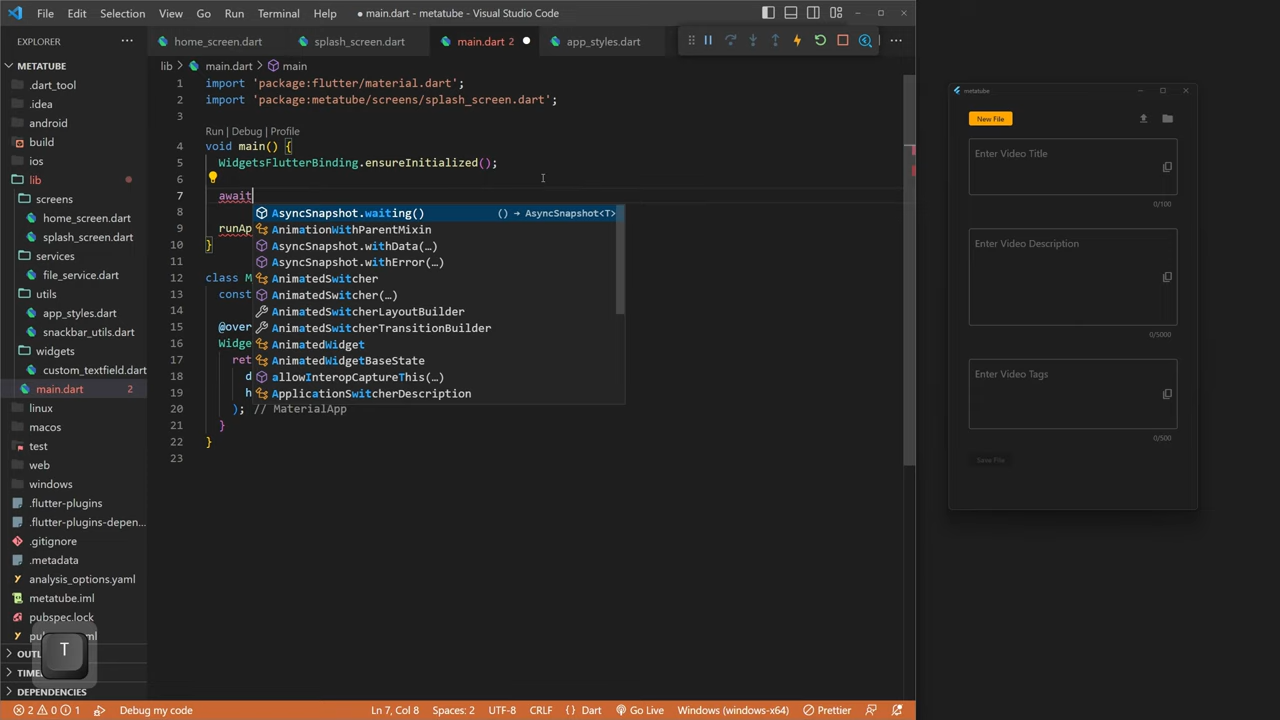 File Edit Selection View Go Run Terminal Help
● main.dart - metatube - Visual Studio Code
EXPLORER
home_screen.dart
splash_screen.dart
main.dart 2
app_styles.dart
METATUBE
.dart_tool
.idea
android
build
ios
lib
screens
home_screen.dart
splash_screen.dart
services
file_service.dart
utils
app_styles.dart
snackbar_utils.dart
widgets
custom_textfield.dart
main.dart 2
linux
macos
test
web
windows
.flutter-plugins
.flutter-plugins-depen...
.gitignore
.metadata
analysis_options.yaml
metatube.iml
pubspec.lock
DEPENDENCIES
T
lib > main.dart > main
1 import 'package:flutter/material.dart';
2 import 'package:metatube/screens/splash_screen.dart';
3
Run | Debug | Profile
4 void main() {
5 WidgetsFlutterBinding.ensureInitialized();
6
7 await
8
9 runAp
10 }
11
12 class M
13 const
14
15 @over
16 Widge
17 ret
18 d
19 h
20 ); // MaterialApp
21 }
22 }
23
AsyncSnapshot.waiting() () → AsyncSnapshot<T>
AnimationWithParentMixin
AsyncSnapshot.withData(…)
AsyncSnapshot.withError(…)
AnimatedSwitcher
AnimatedSwitcher(…)
AnimatedSwitcherLayoutBuilder
AnimatedSwitcherTransitionBuilder
AnimatedWidget
AnimatedWidgetBaseState
allowInteropCaptureThis(…)
ApplicationSwitcherDescription
metatube
New File
Enter Video Title
0/100
Enter Video Description
0/5000
Enter Video Tags
0/500
Save File
2 0 1 Debug my code
Ln 7, Col 8 Spaces: 2 UTF-8 CRLF {} Dart Go Live Windows (windows-x64) Prettier